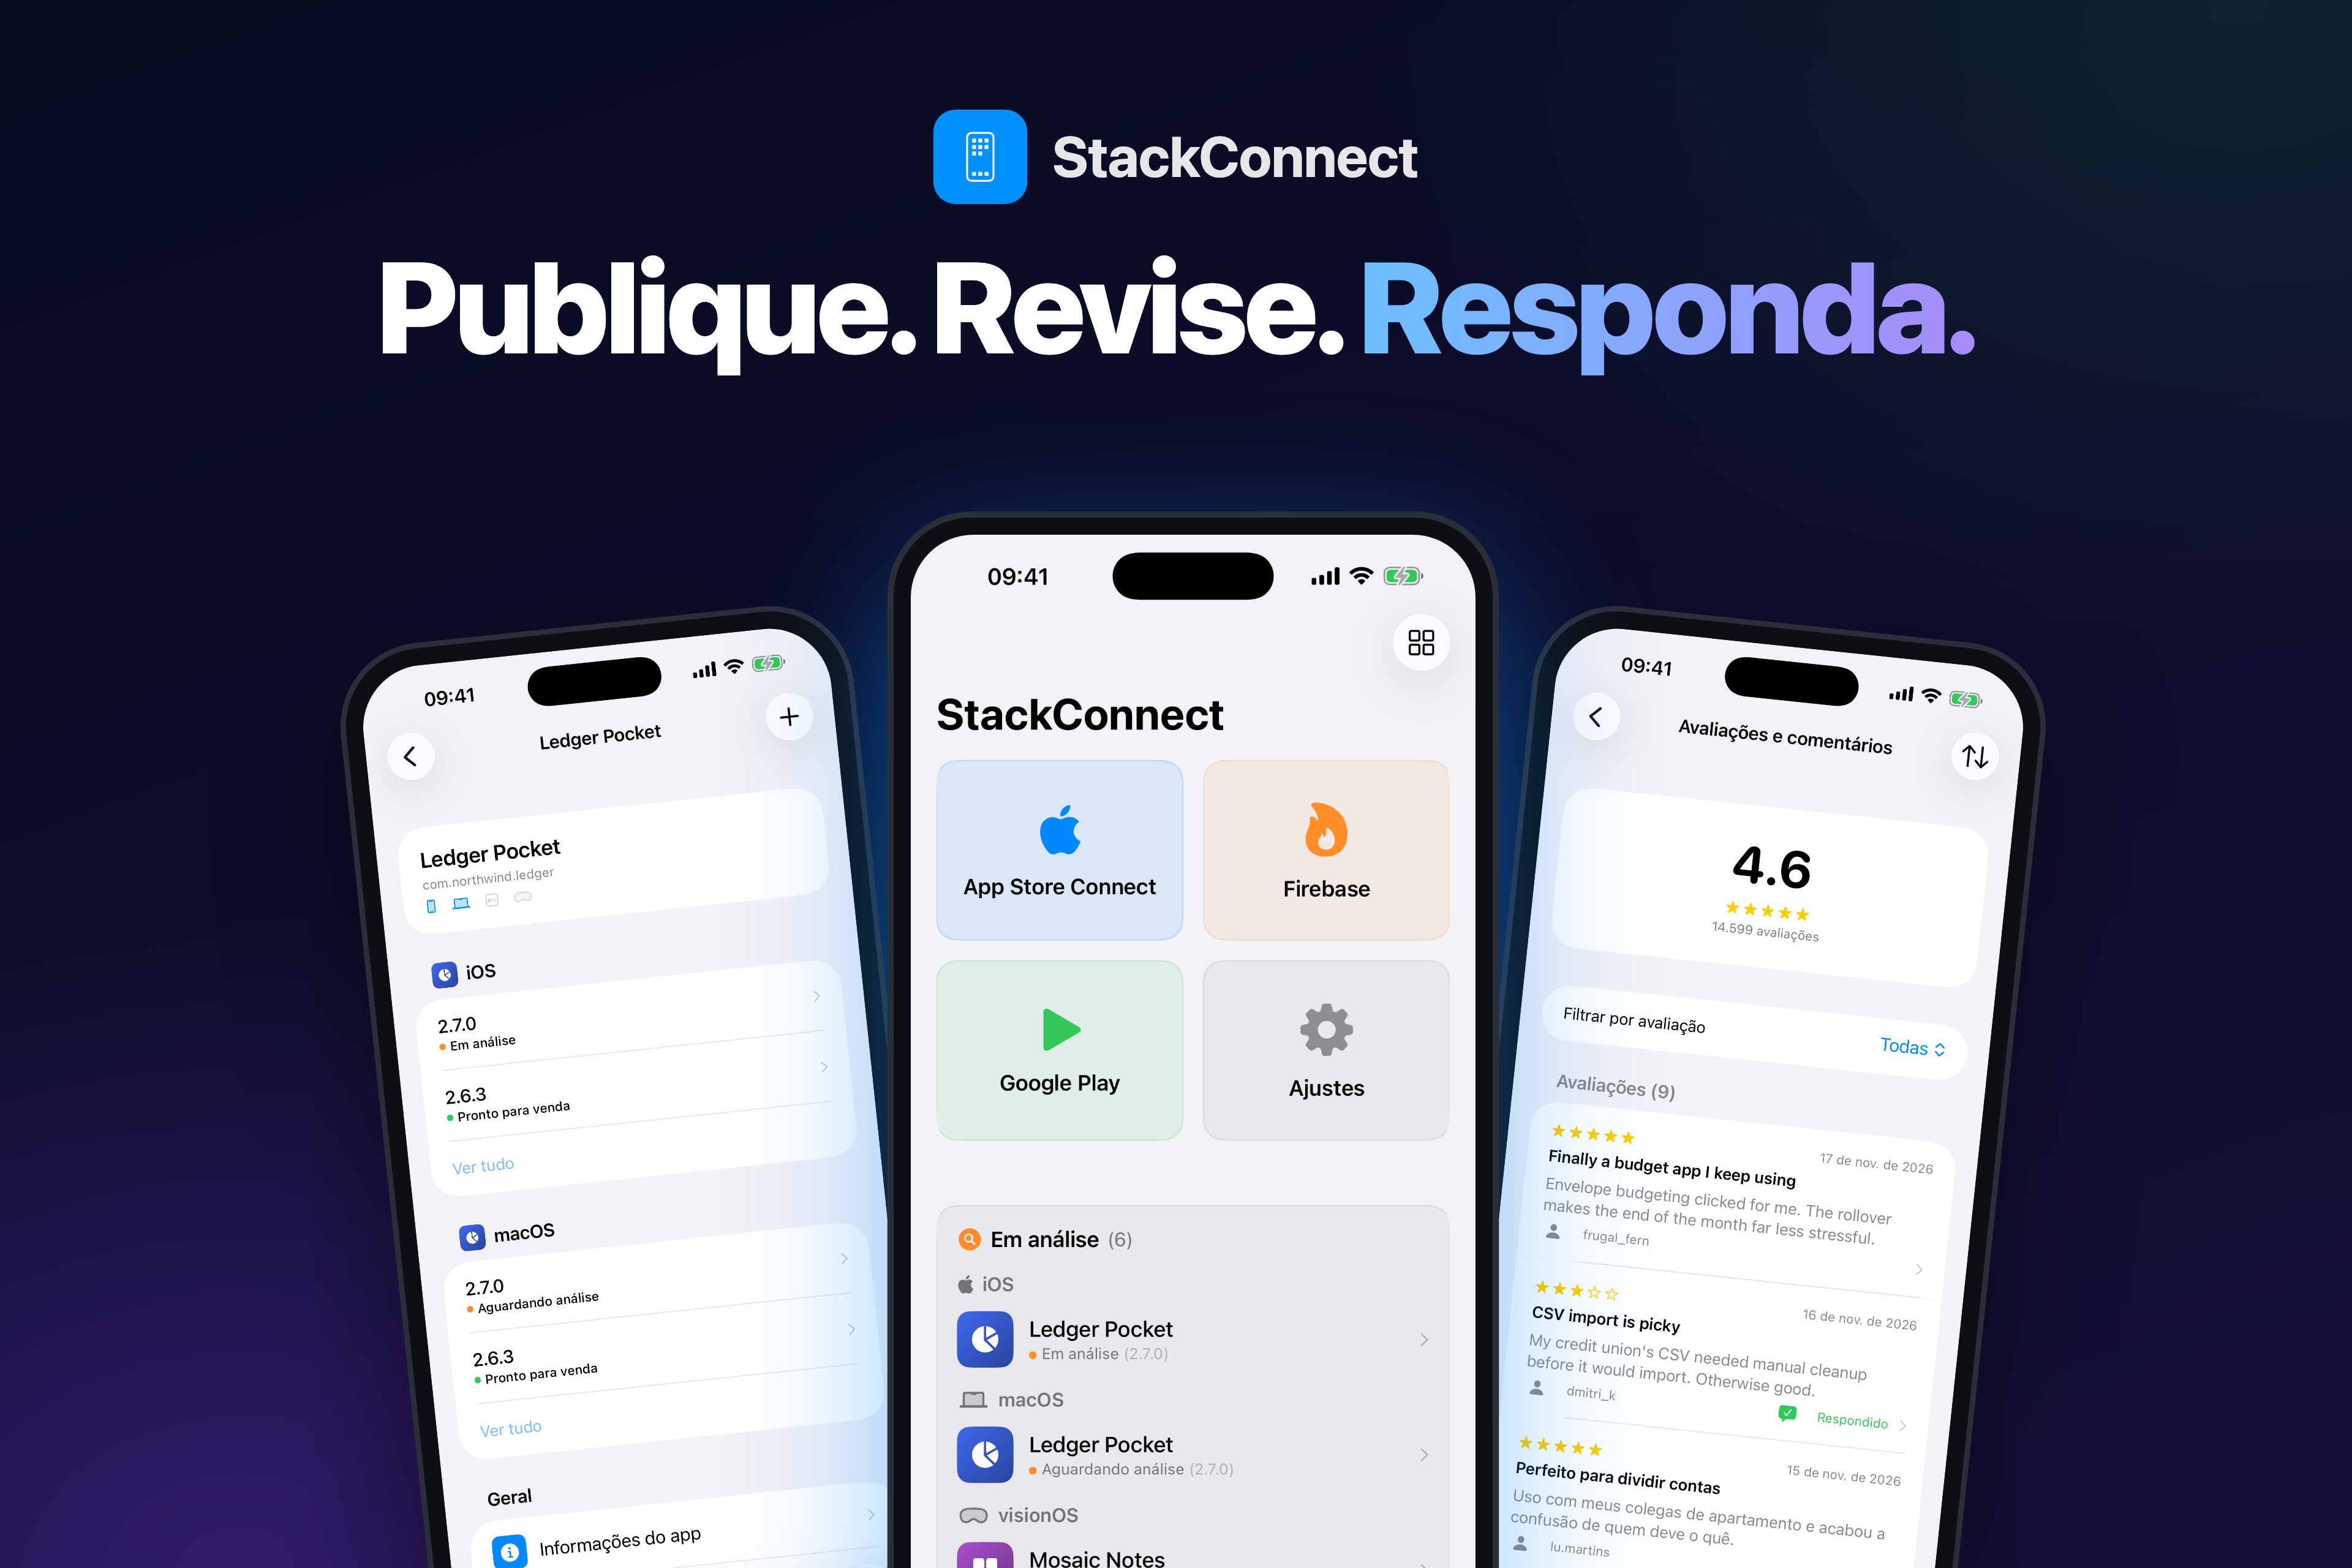 StackConnect
Publique. Revise. Responda.
09:41
Ledger Pocket
Ledger Pocket
com.northwind.ledger
iOS
2.7.0
Em análise
2.6.3
Pronto para venda
Ver tudo
macOS
2.7.0
Aguardando análise
2.6.3
Pronto para venda
Ver tudo
Geral
Informações do app
09:41
StackConnect
App Store Connect
Firebase
Google Play
Ajustes
Em análise (6)
iOS
Ledger Pocket
Em análise (2.7.0)
macOS
Ledger Pocket
Aguardando análise (2.7.0)
visionOS
Mosaic Notes
09:41
Avaliações e comentários
4.6
14.599 avaliações
Filtrar por avaliação
Todas
Avaliações (9)
17 de nov. de 2026
Finally a budget app I keep using
Envelope budgeting clicked for me. The rollover
makes the end of the month far less stressful.
frugal_fern
16 de nov. de 2026
CSV import is picky
My credit union's CSV needed manual cleanup
before it would import. Otherwise good.
dmitri_k
Respondido
15 de nov. de 2026
Perfeito para dividir contas
Uso com meus colegas de apartamento e acabou a
confusão de quem deve o quê.
lu.martins